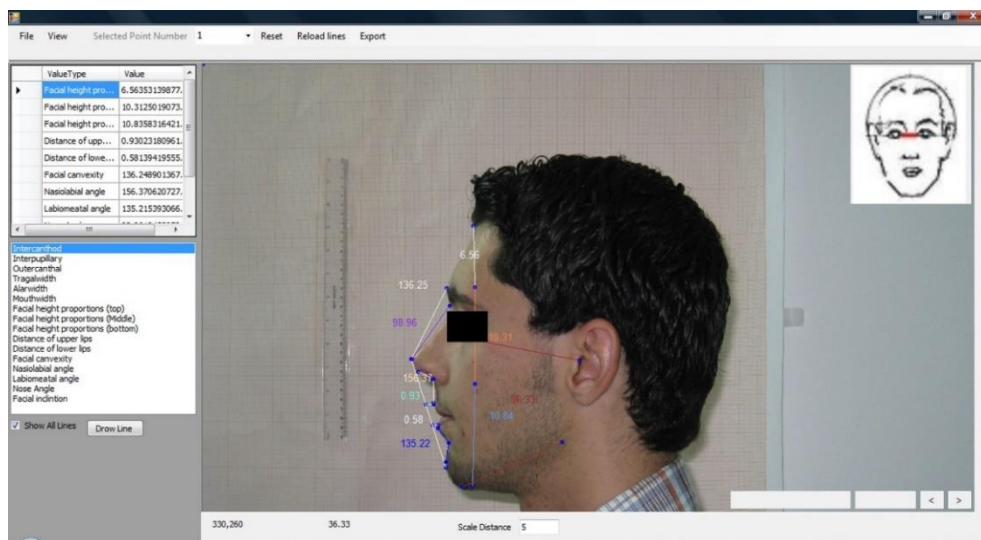 File View Selected Point Number 1 Reset Reload lines Export
ValueType Value
Facial height pro... 6.56353139877.
Facial height pro... 10.3125019073.
Facial height pro... 10.8358316421.
Distance of upp... 0.93023180961.
Distance of lowe... 0.58139419555.
Facial canvexity 136.248901367.
Nasiolabial angle 156.370620727.
Labiomeatal angle 135.215393066.
Intercanthod
Interpupillary
Outercanthal
Tragalwidth
Alarwidth
Mouthwidth
Facial height proportions (top)
Facial height proportions (Middle)
Facial height proportions (bottom)
Distance of upper lips
Distance of lower lips
Facial canvexity
Nasiolabial angle
Labiomeatal angle
Nose Angle
Facial indintion
Show All Lines Drow Line
6.56
136.25
98.96
10.31
156.37
0.93
36.33
0.58
10.84
135.22
< >
330,260 36.33 Scale Distance 5